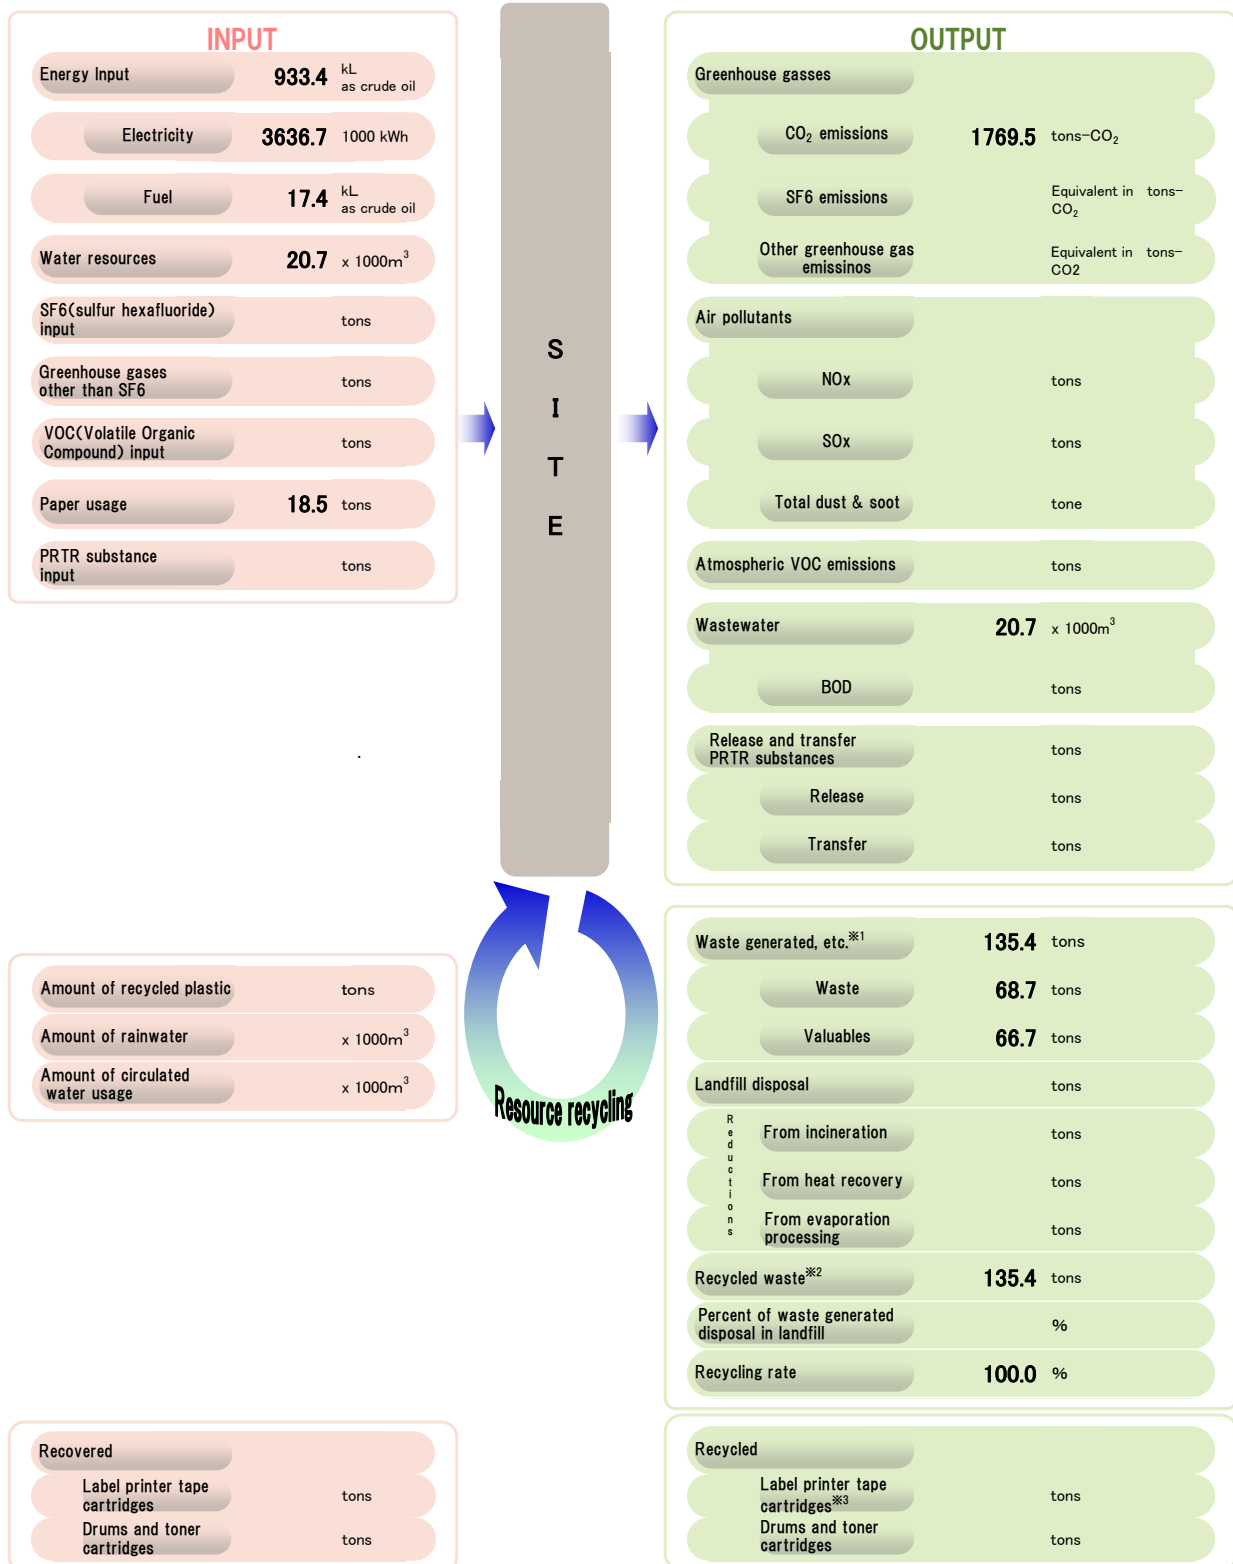 INPUT
Energy Input 933.4 kL
as crude oil
Electricity 3636.7 1000 kWh
Fuel 17.4 kL
as crude oil
Water resources 20.7 x 1000m³
SF6(sulfur hexafluoride)
input tons
Greenhouse gases
other than SF6 tons
VOC(Volatile Organic
Compound) input tons
Paper usage 18.5 tons
PRTR substance
input tons
S
I
T
E
OUTPUT
Greenhouse gasses
CO₂ emissions 1769.5 tons-CO₂
SF6 emissions Equivalent in tons-
CO₂
Other greenhouse gas
emissinos Equivalent in tons-
CO2
Air pollutants
NOx tons
SOx tons
Total dust & soot tone
Atmospheric VOC emissions tons
Wastewater 20.7 x 1000m³
BOD tons
Release and transfer
PRTR substances tons
Release tons
Transfer tons
Amount of recycled plastic tons
Amount of rainwater x 1000m³
Amount of circulated
water usage x 1000m³
Resource recycling
Waste generated, etc.※1 135.4 tons
Waste 68.7 tons
Valuables 66.7 tons
Landfill disposal tons
Reductions
From incineration tons
From heat recovery tons
From evaporation
processing tons
Recycled waste※2 135.4 tons
Percent of waste generated
disposal in landfill %
Recycling rate 100.0 %
Recovered
Label printer tape
cartridges tons
Drums and toner
cartridges tons
Recycled
Label printer tape
cartridges※3 tons
Drums and toner
cartridges tons